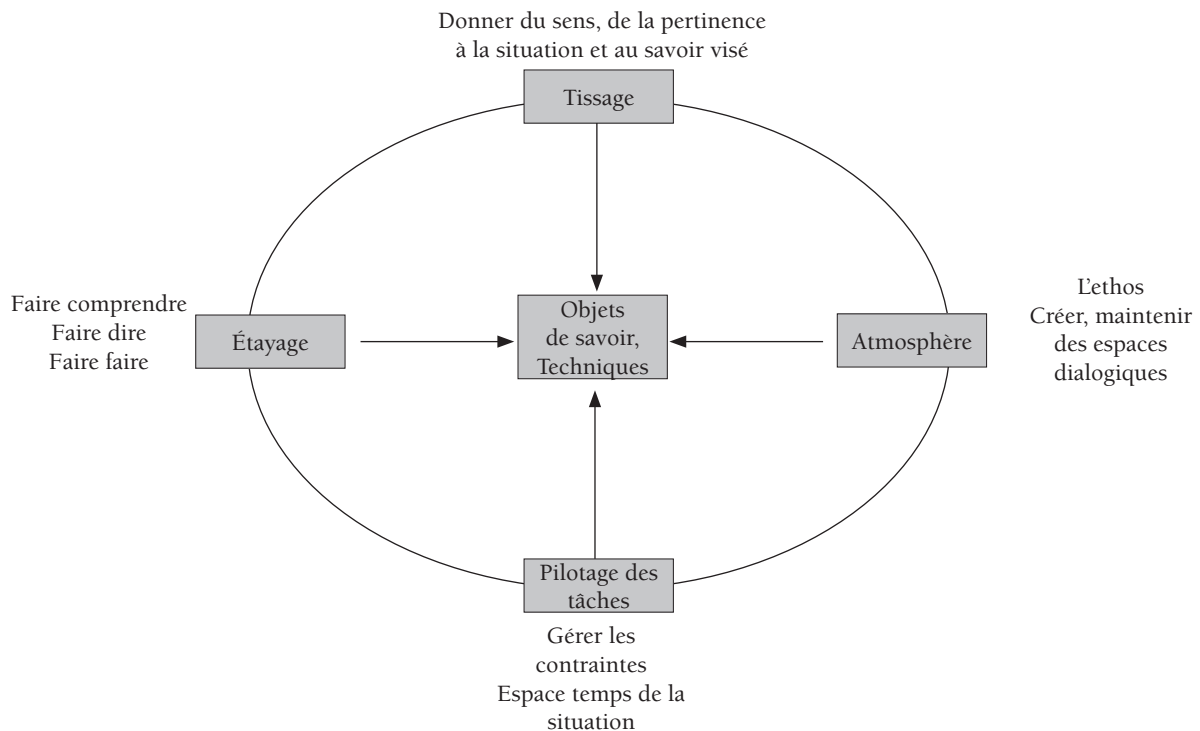 Donner du sens, de la pertinence
à la situation et au savoir visé
Tissage
Faire comprendre
Faire dire
Faire faire
Étayage
Objets
de savoir,
Techniques
Atmosphère
L'ethos
Créer, maintenir
des espaces
dialogiques
Pilotage des
tâches
Gérer les
contraintes
Espace temps de la
situation